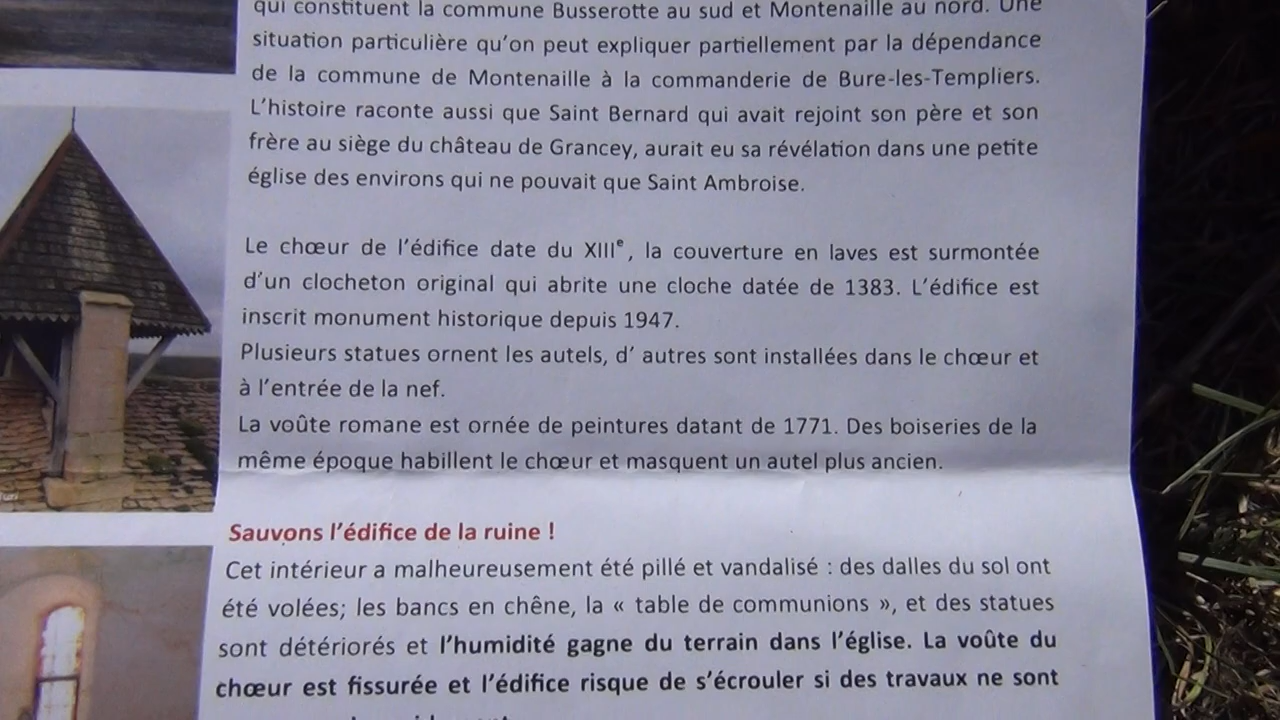 qui constituent la commune Busserotte au sud et Montenaille au nord. Une
situation particulière qu'on peut expliquer partiellement par la dépendance
de la commune de Montenaille à la commanderie de Bure-les-Templiers.
L'histoire raconte aussi que Saint Bernard qui avait rejoint son père et son
frère au siège du château de Grancey, aurait eu sa révélation dans une petite
église des environs qui ne pouvait que Saint Ambroise.
Le chœur de l'édifice date du XIIIe, la couverture en laves est surmontée
d'un clocheton original qui abrite une cloche datée de 1383. L'édifice est
inscrit monument historique depuis 1947.
Plusieurs statues ornent les autels, d' autres sont installées dans le chœur et
à l'entrée de la nef.
La voûte romane est ornée de peintures datant de 1771. Des boiseries de la
même époque habillent le chœur et masquent un autel plus ancien.
Sauvons l'édifice de la ruine !
Cet intérieur a malheureusement été pillé et vandalisé : des dalles du sol ont
été volées; les bancs en chêne, la « table de communions », et des statues
sont détériorés et l'humidité gagne du terrain dans l'église. La voûte du
chœur est fissurée et l'édifice risque de s'écrouler si des travaux ne sont